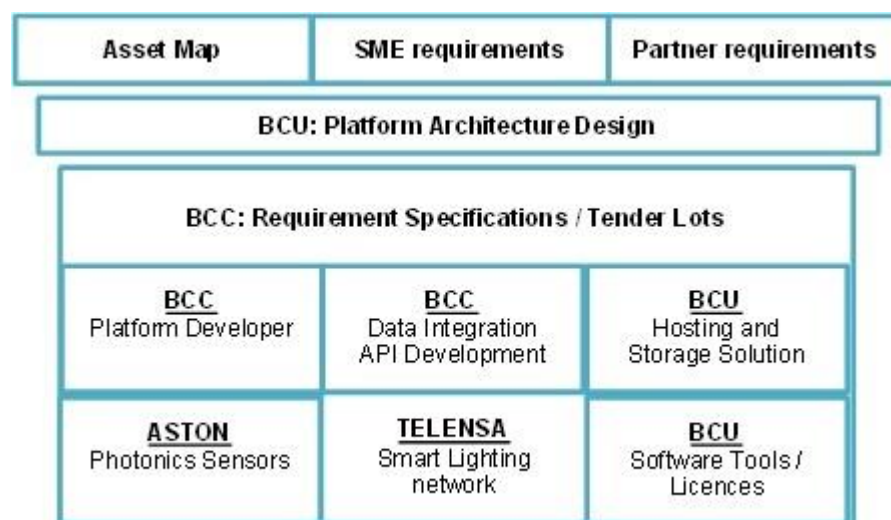 Asset Map
SME requirements
Partner requirements
BCU: Platform Architecture Design
BCC: Requirement Specifications / Tender Lots
BCC
Platform Developer
BCC
Data Integration
API Development
BCU
Hosting and
Storage Solution
ASTON
Photonics Sensors
TELENSA
Smart Lighting
network
BCU
Software Tools /
Licences